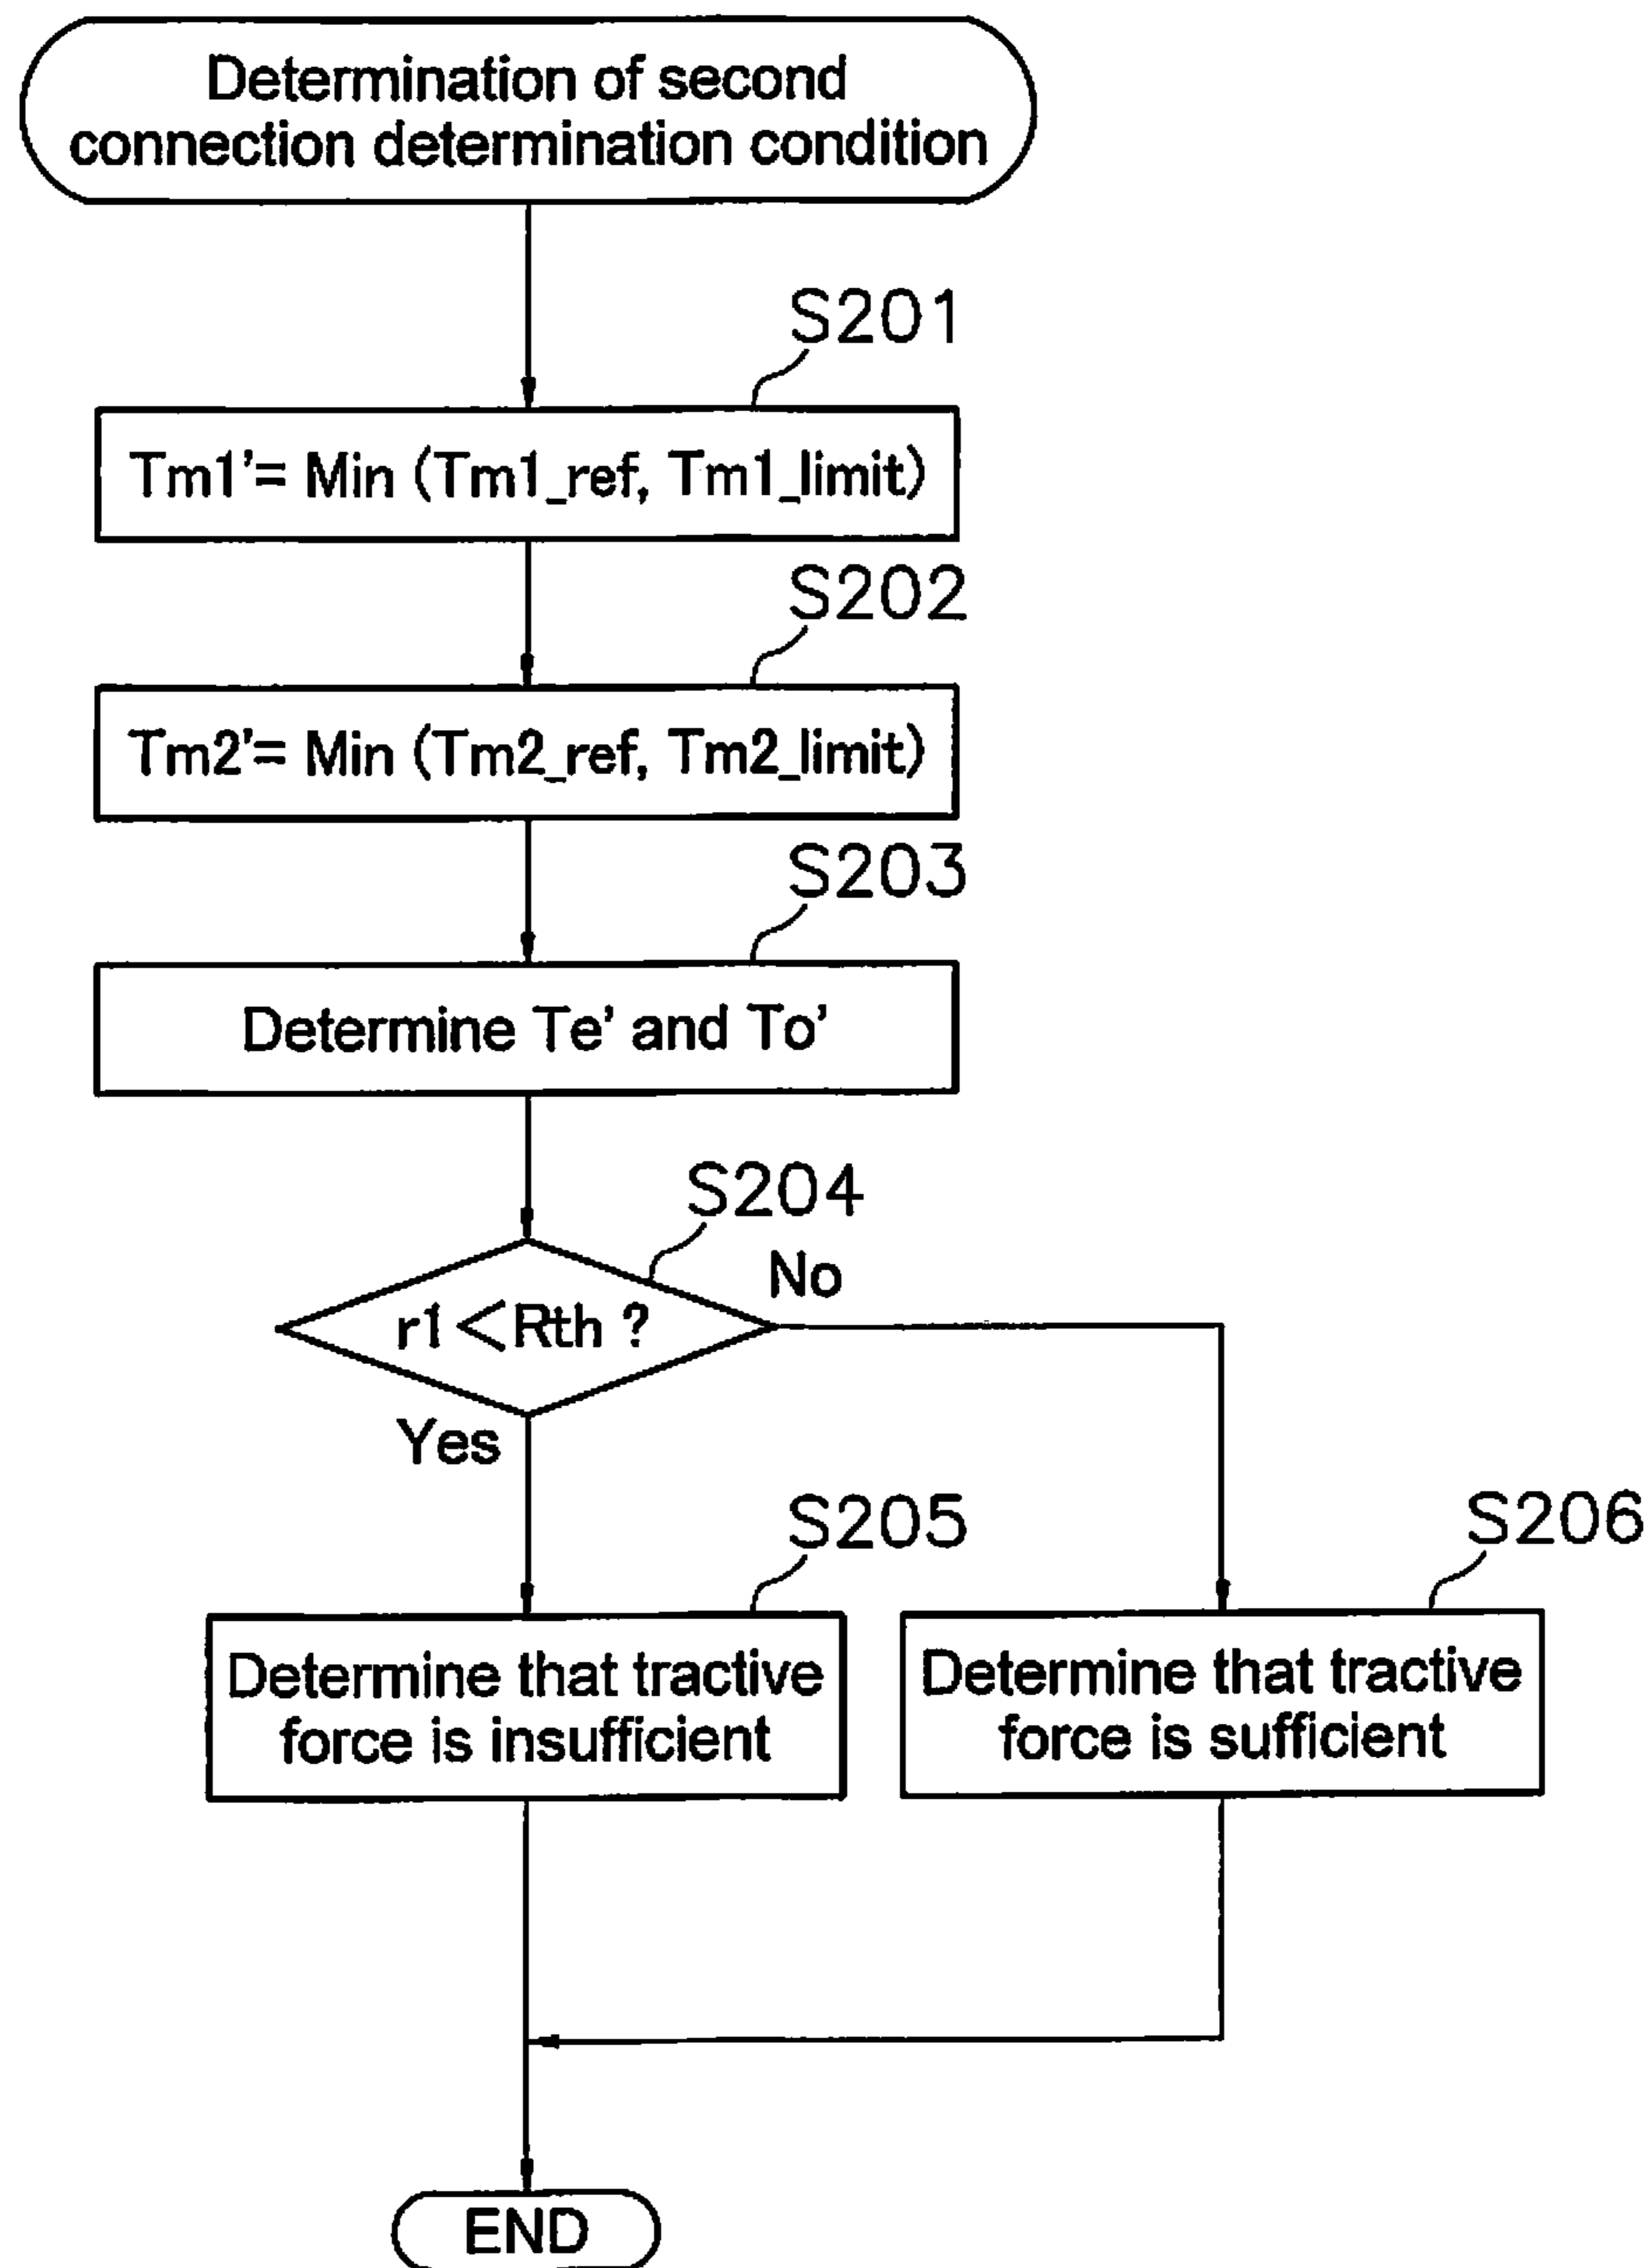 Determination of second
connection determination condition
S201
Tm1'= Min (Tm1_ref, Tm1_limit)
S202
Tm2'= Min (Tm2_ref, Tm2_limit)
S203
Determine Te' and To'
S204
No
r1<Rth ?
Yes
S205
S206
Determine that tractive
force is insufficient
Determine that tractive
force is sufficient
END